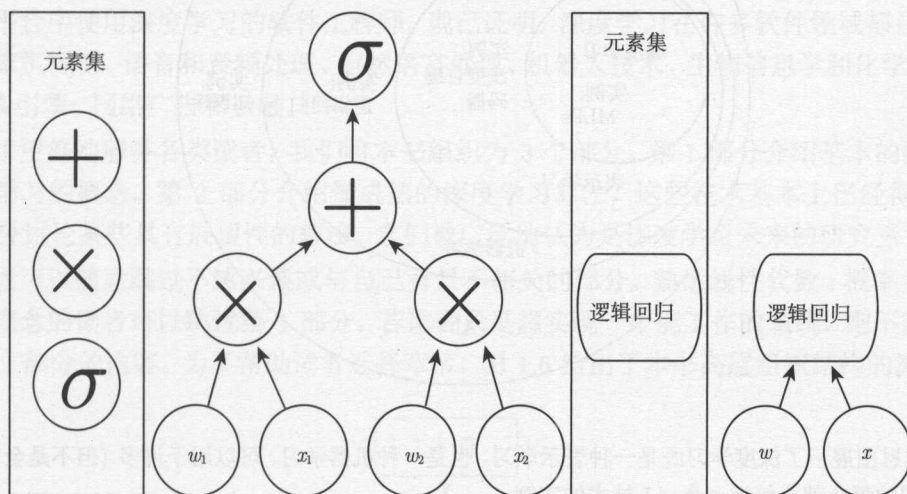 元素集
+
×
σ
σ
+
×
×
w₁
x₁
w₂
x₂
元素集
逻辑回归
逻辑回归
w
x